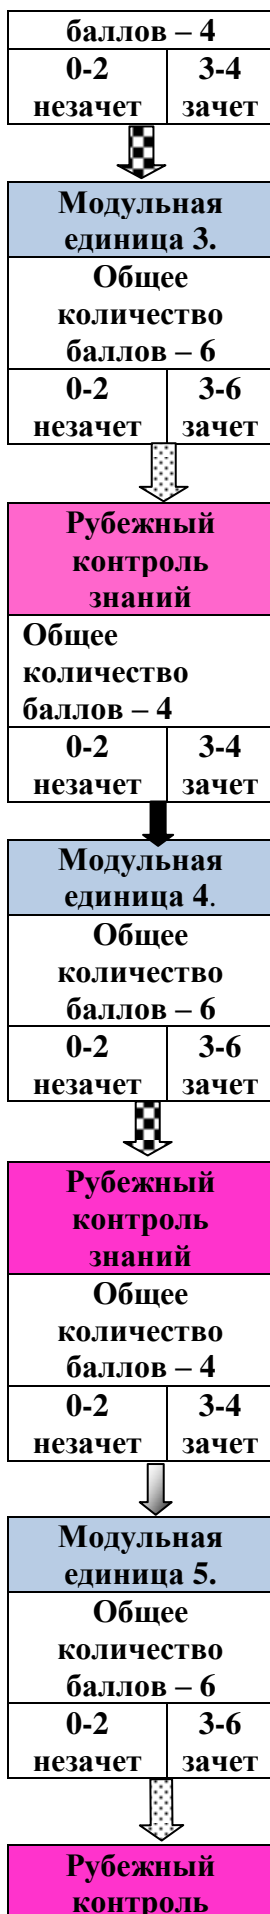 баллов – 4
0-2 3-4
незачет зачет
Модульная
единица 3.
Общее
количество
баллов – 6
0-2 3-6
незачет зачет
Рубежный
контроль
знаний
Общее
количество
баллов – 4
0-2 3-4
незачет зачет
Модульная
единица 4.
Общее
количество
баллов – 6
0-2 3-6
незачет зачет
Рубежный
контроль
знаний
Общее
количество
баллов – 4
0-2 3-4
незачет зачет
Модульная
единица 5.
Общее
количество
баллов – 6
0-2 3-6
незачет зачет
Рубежный
контроль